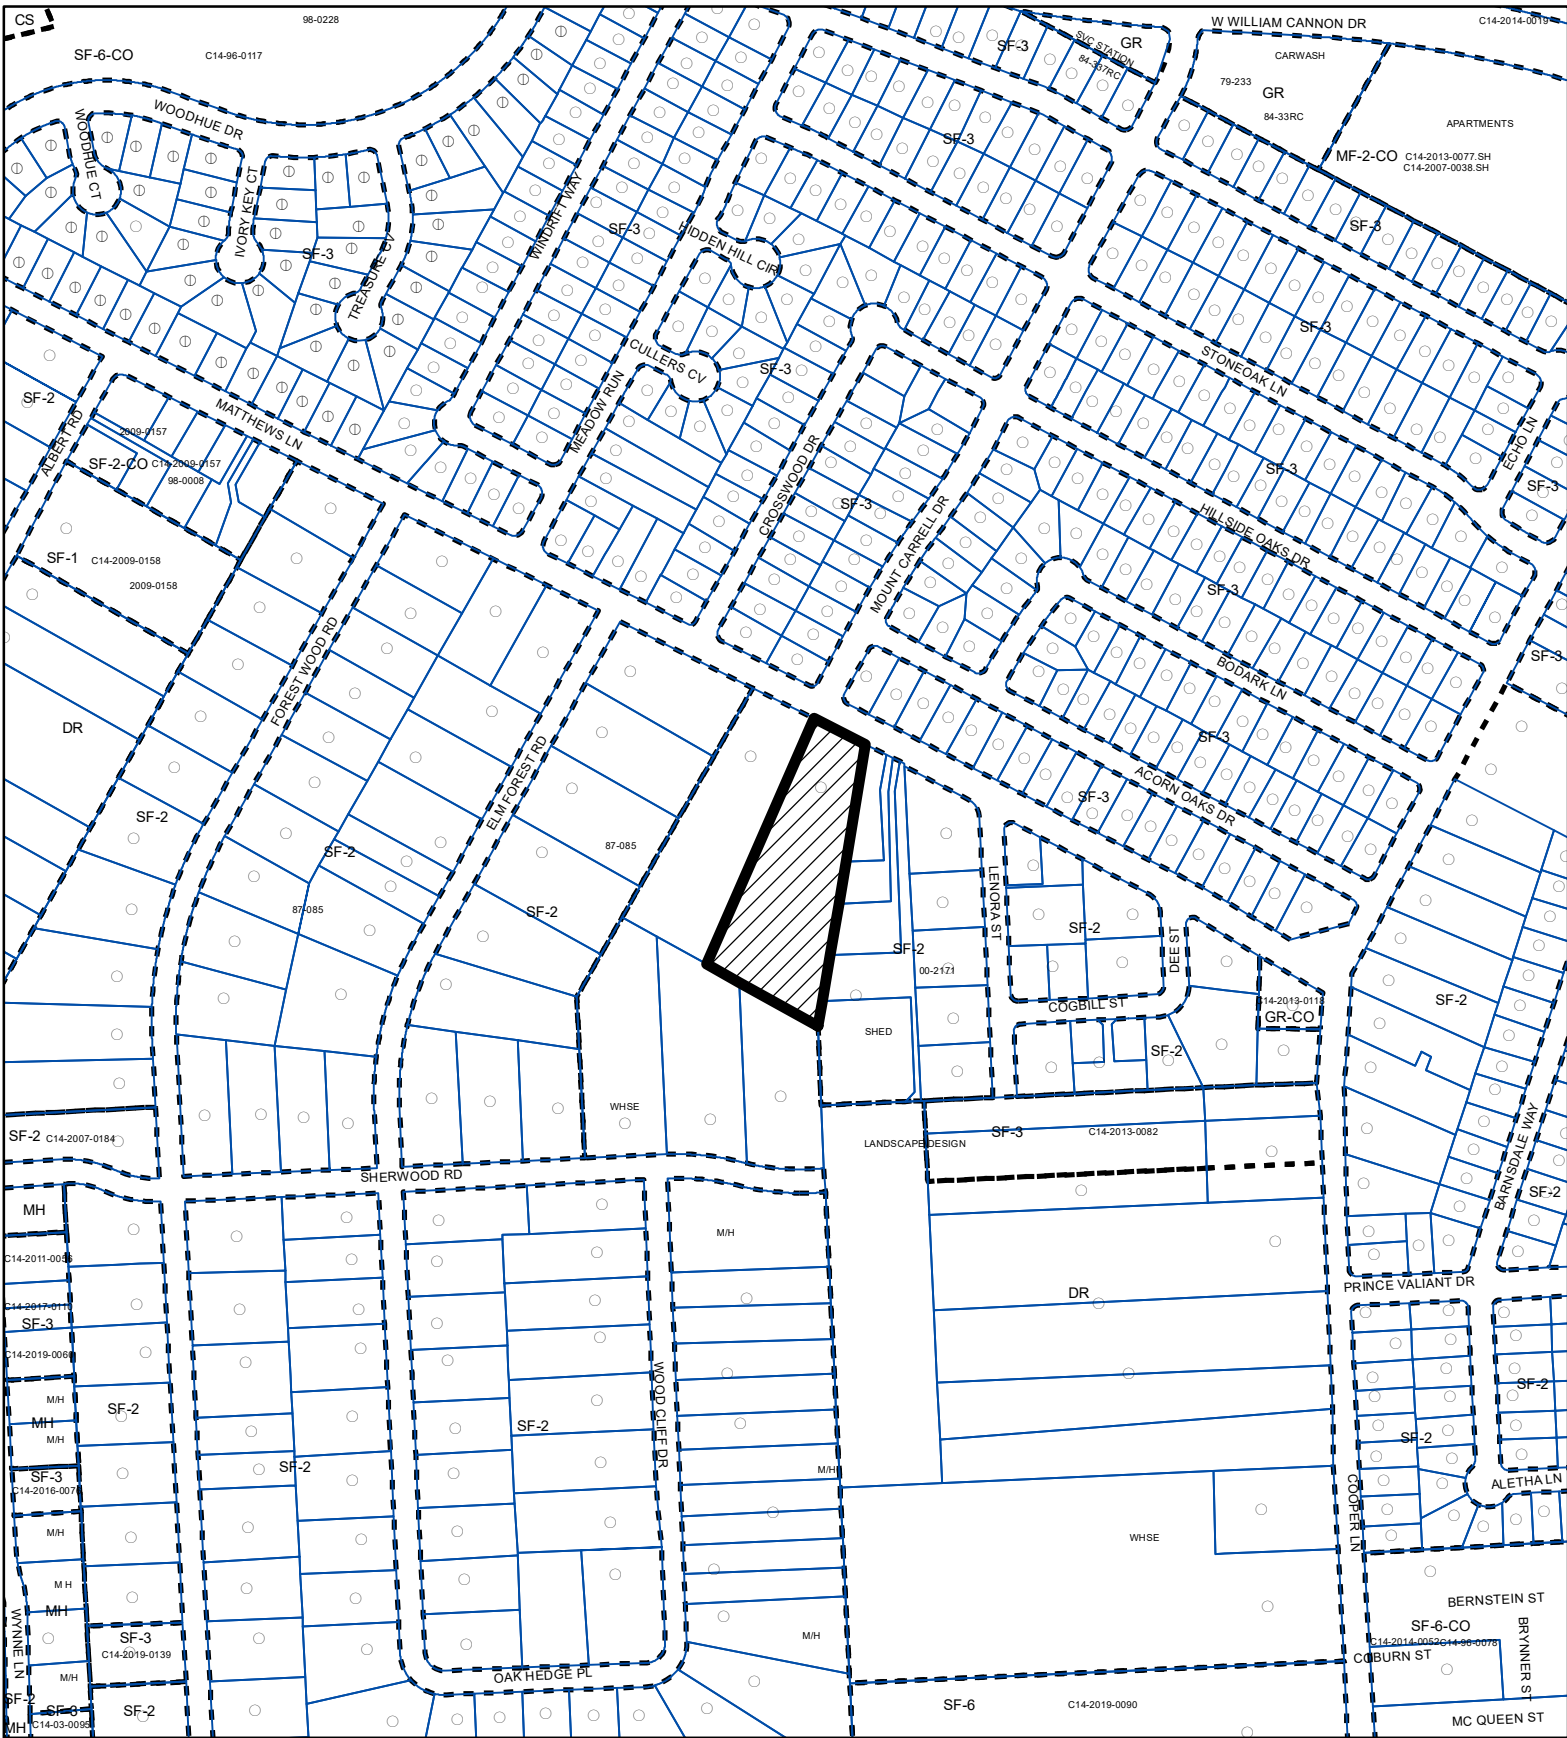 CS
98-0228
W WILLIAM CANNON DR
C14-2014-0019
SF-6-CO
C14-96-0117
SF-3
SVC STATION
84-337RC
GR
CARWASH
79-233
GR
84-33RC
APARTMENTS
MF-2-CO
C14-2013-0077.SH
C14-2007-0038.SH
WOODHUE DR
WOODHUE CT
IVORY KEY CT
SF-3
TREASURE CV
WINDRIFT WAY
SF-3
HIDDEN HILL CIR
SF-3
SF-3
SF-3
STONEOAK LN
ECHO LN
SF-3
CULLERS CV
SF-3
MEADOW RUN
SF-2
ALBERT RD
MATTHEWS LN
2009-0157
SF-2-CO
C14-2009-0157
98-0008
SF-1
C14-2009-0158
2009-0158
CROSSWOOD DR
SF-3
MOUNT CARRELL DR
SF-3
HILLSIDE OAKS DR
SF-3
BODARK LN
SF-3
SF-3
ACORN OAKS DR
SF-3
FOREST WOOD RD
DR
SF-2
SF-2
87-085
ELM FOREST RD
87-085
SF-2
LENORA ST
SF-2
00-2171
SF-2
DEE ST
COGBILL ST
SF-2
C14-2013-0118
GR-CO
SF-2
SHED
WHSE
LANDSCAPE DESIGN
SF-3
C14-2013-0082
BARNSDALE WAY
SF-2
SF-2
C14-2007-0184
SHERWOOD RD
MH
M/H
C14-2011-0056
SF-3
C14-2019-0060
M/H
MH
M/H
SF-2
SF-3
M/H
M H
MH
SF-3
C14-2019-0139
M/H
WYNNE LN
SF-2
SF-3
MH
C14-03-0095
SF-2
SF-2
SF-2
WOOD CLIFF DR
M/H
M/H
OAK HEDGE PL
DR
WHSE
COOPER LN
PRINCE VALIANT DR
SF-2
SF-2
ALETHA LN
BERNSTEIN ST
SF-6-CO
C14-2014-0052
C14-96-0078
COBURN ST
BRYNNER ST
MC QUEEN ST
SF-6
C14-2019-0090